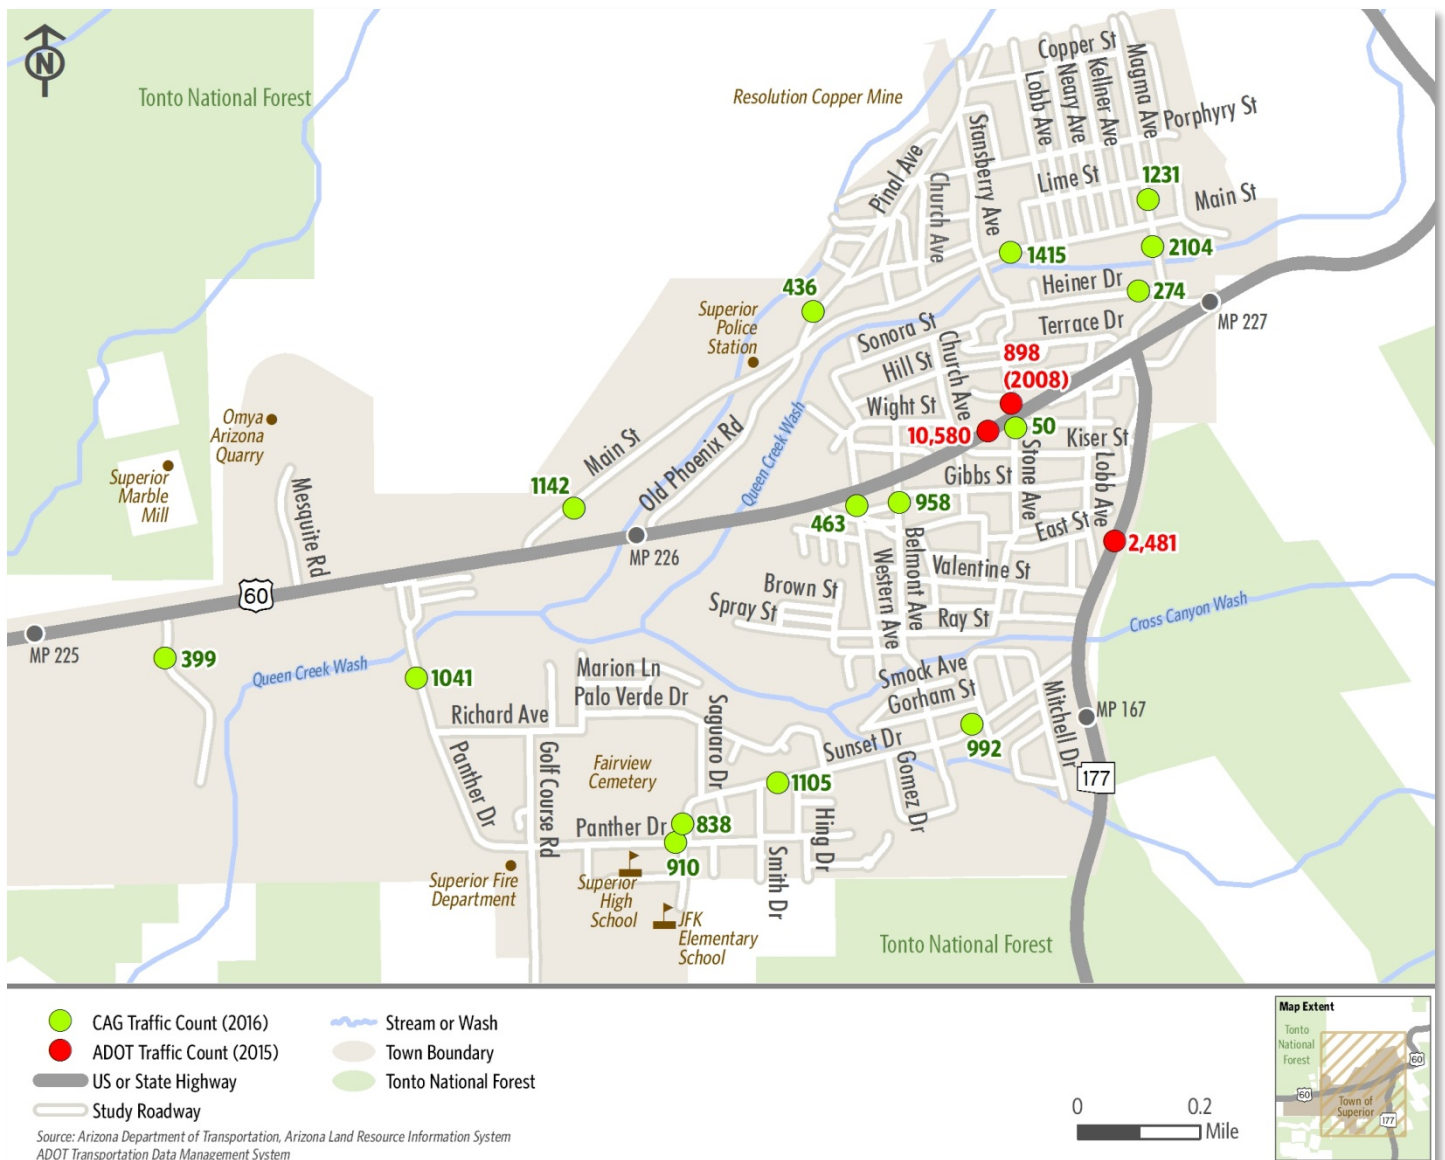 N
Tonto National Forest
Resolution Copper Mine
Copper St
Magma Ave
Kellner Ave
Neary Ave
Lobb Ave
Porphyry St
Stansberry Ave
Pinal Ave
Church Ave
Lime St
1231
Main St
1415
2104
436
Heiner Dr
274
Superior
Police
Station
Sonora St
Terrace Dr
MP 227
Hill St
Church Ave
898
(2008)
Wight St
10,580
50
Kiser St
Omya
Arizona
Quarry
Superior
Marble
Mill
Mesquite Rd
Main St
Old Phoenix Rd
Queen Creek Wash
1142
Gibbs St
Stone Ave
Lobb Ave
463
958
East St
2,481
MP 226
Belmont Ave
Western Ave
Valentine St
60
Brown St
Spray St
Ray St
Cross Canyon Wash
MP 225
399
Queen Creek Wash
1041
Marion Ln
Palo Verde Dr
Smock Ave
Gorham St
Mitchell Dr
MP 167
Richard Ave
Saguaro Dr
Sunset Dr
992
Panther Dr
Golf Course Rd
Fairview
Cemetery
1105
Gomez Dr
177
Panther Dr
838
Hing Dr
910
Smith Dr
Superior Fire
Department
Superior
High
School
JFK
Elementary
School
Tonto National Forest
CAG Traffic Count (2016)
ADOT Traffic Count (2015)
US or State Highway
Study Roadway
Stream or Wash
Town Boundary
Tonto National Forest
Source: Arizona Department of Transportation, Arizona Land Resource Information System
ADOT Transportation Data Management System
0 0.2
Mile
Map Extent
Tonto
National
Forest
60
60
Town of
Superior
177